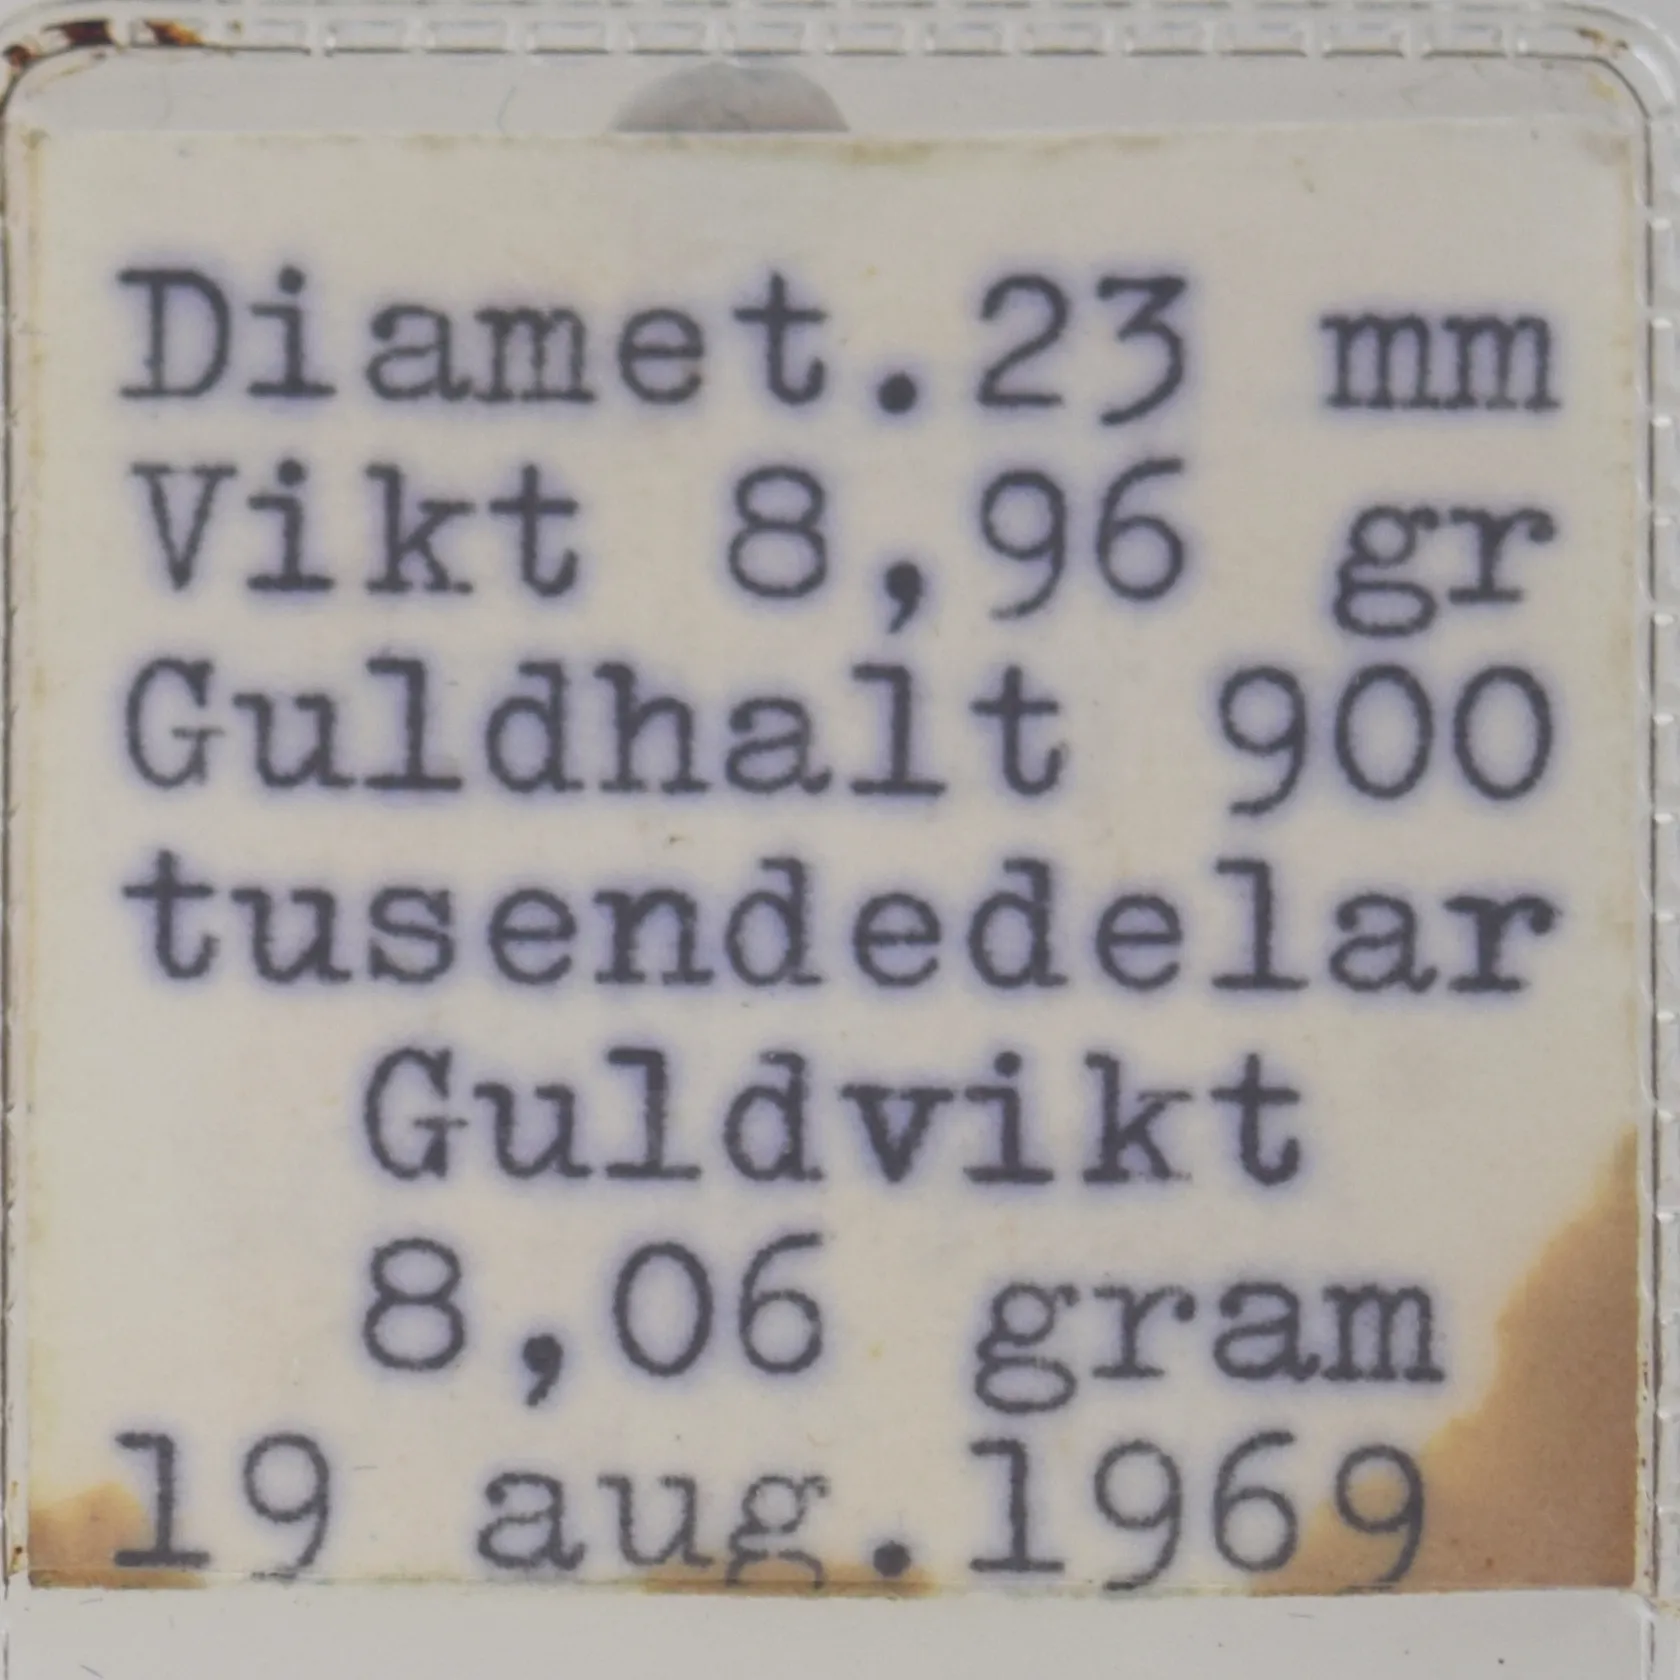 Diamet.23 mm
Vikt 8,96 gr
Guldhalt 900
tusendedelar
Guldvikt
8,06 gram
19 aug.1969